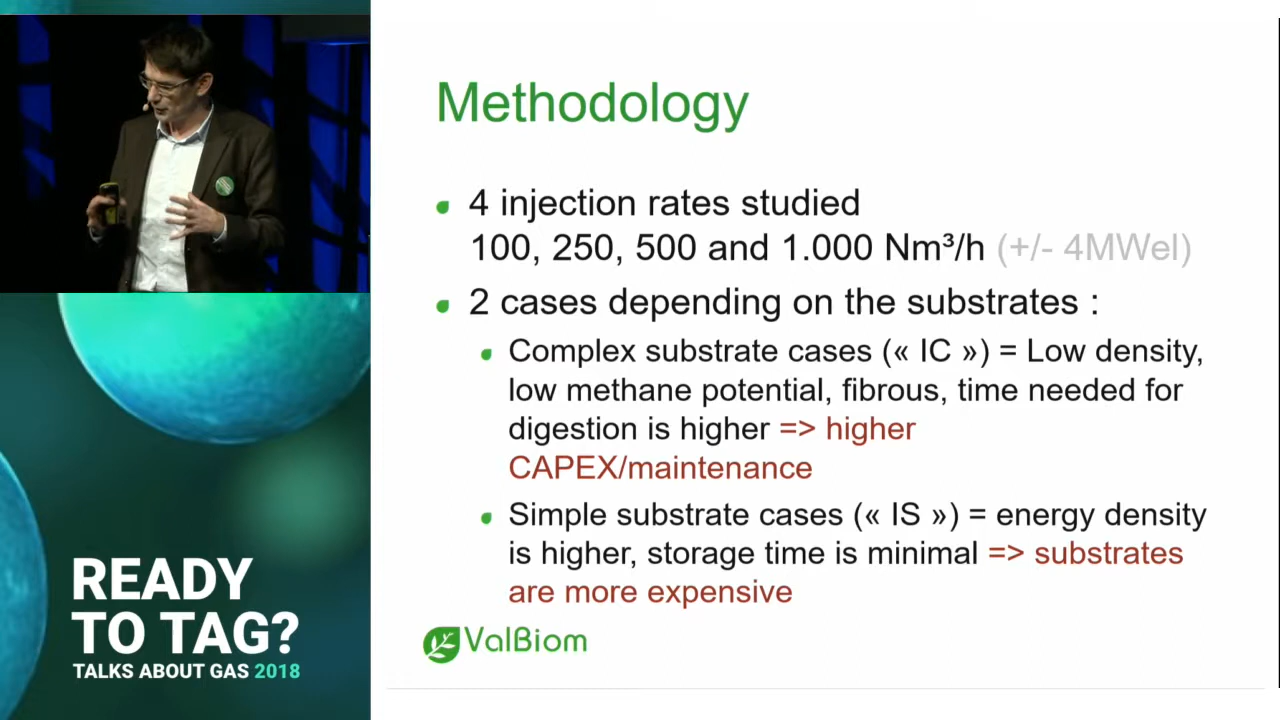 Methodology
4 injection rates studied
100, 250, 500 and 1.000 Nm³/h (+/- 4MWel)
2 cases depending on the substrates :
Complex substrate cases (« IC ») = Low density,
low methane potential, fibrous, time needed for
digestion is higher => higher
CAPEX/maintenance
Simple substrate cases (« IS ») = energy density
is higher, storage time is minimal => substrates
are more expensive
ValBiom
READY
TO TAG?
TALKS ABOUT GAS 2018